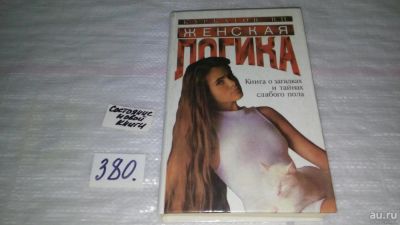 ЖЕНСКАЯ
ЛОГИКА
Книга о загадках
и тайнах
слабого пола
Состояние
новой
книги
380.
au.ru